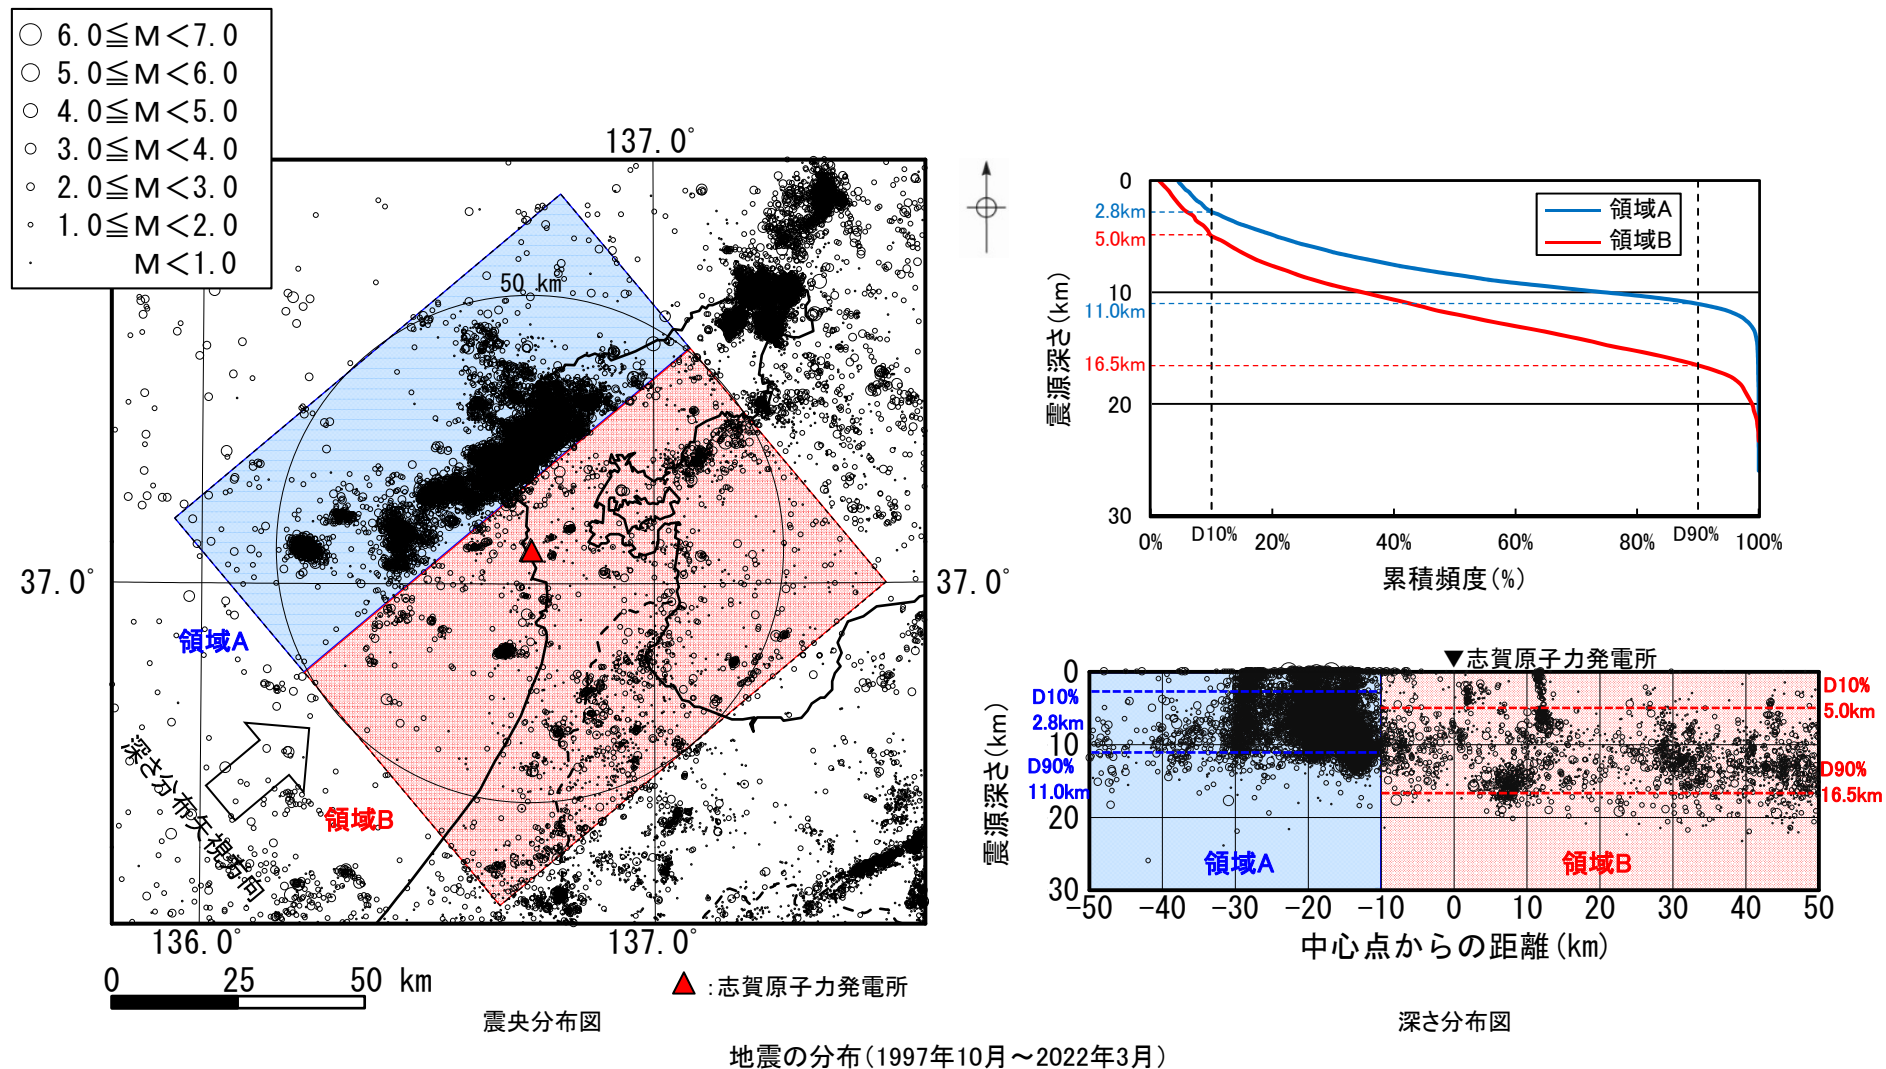 6.0≦M<7.0
5.0≦M<6.0
4.0≦M<5.0
3.0≦M<4.0
2.0≦M<3.0
1.0≦M<2.0
M<1.0
137.0°
50 km
37.0°
37.0°
領域A
領域B
深さ分布矢視方向
136.0°
137.0°
0 25 50 km
▲:志賀原子力発電所
震央分布図
0
2.8km
5.0km
10
11.0km
16.5km
20
30
震源深さ(km)
領域A
領域B
0% D10% 20% 40% 60% 80% D90% 100%
累積頻度(%)
▼志賀原子力発電所
0
D10%
2.8km
10
D90%
11.0km
20
30
震源深さ(km)
D10%
5.0km
D90%
16.5km
領域A
領域B
-50 -40 -30 -20 -10 0 10 20 30 40 50
中心点からの距離(km)
深さ分布図
地震の分布(1997年10月～2022年3月)